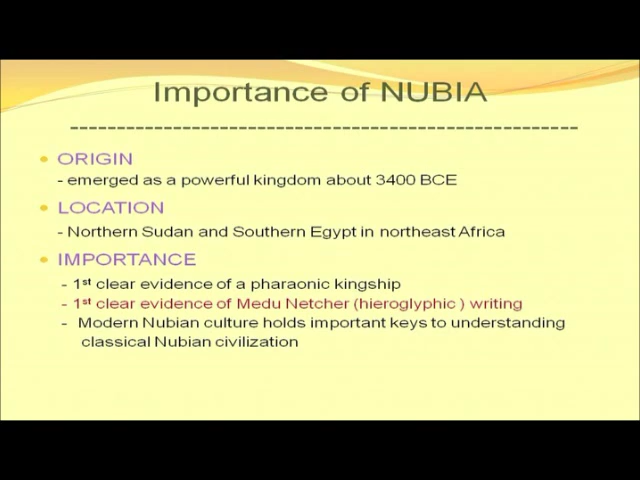 Importance of NUBIA
------------------------------------------------------
• ORIGIN
- emerged as a powerful kingdom about 3400 BCE
• LOCATION
- Northern Sudan and Southern Egypt in northeast Africa
• IMPORTANCE
- 1st clear evidence of a pharaonic kingship
- 1st clear evidence of Medu Netcher (hieroglyphic ) writing
- Modern Nubian culture holds important keys to understanding
classical Nubian civilization